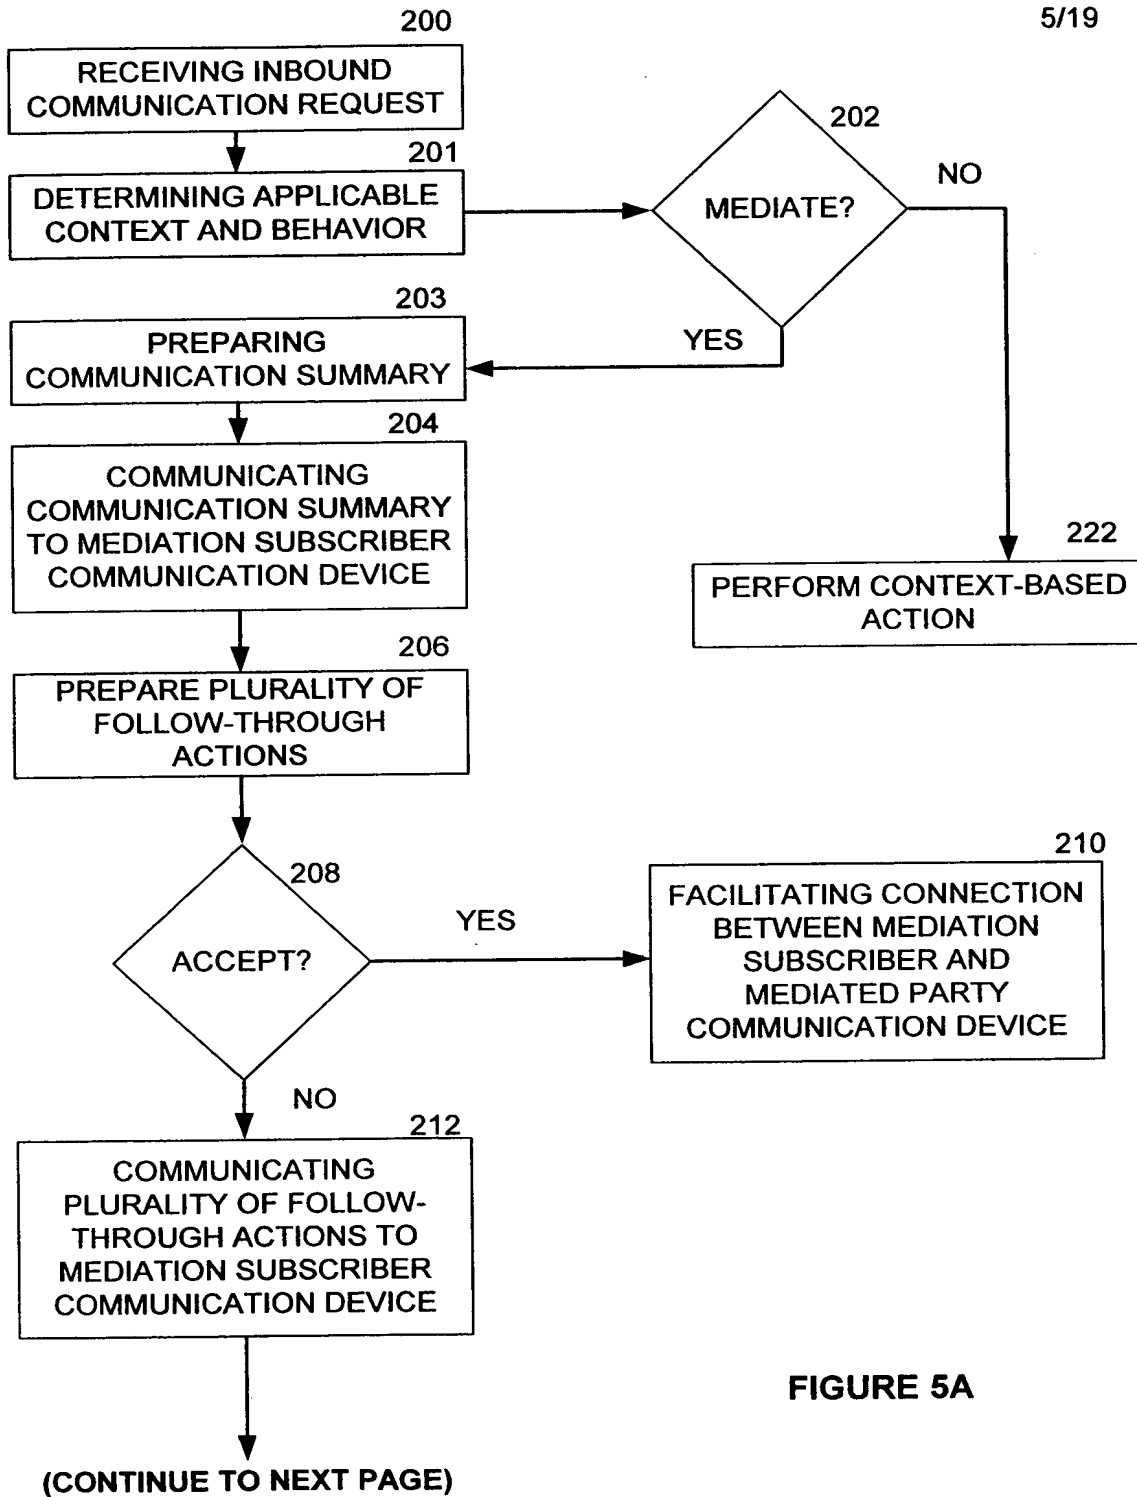 5/19
200
RECEIVING INBOUND
COMMUNICATION REQUEST
201
DETERMINING APPLICABLE
CONTEXT AND BEHAVIOR
202
MEDIATE?
NO
YES
203
PREPARING
COMMUNICATION SUMMARY
204
COMMUNICATING
COMMUNICATION SUMMARY
TO MEDIATION SUBSCRIBER
COMMUNICATION DEVICE
222
PERFORM CONTEXT-BASED
ACTION
206
PREPARE PLURALITY OF
FOLLOW-THROUGH
ACTIONS
208
ACCEPT?
YES
210
FACILITATING CONNECTION
BETWEEN MEDIATION
SUBSCRIBER AND
MEDIATED PARTY
COMMUNICATION DEVICE
NO
212
COMMUNICATING
PLURALITY OF FOLLOW-
THROUGH ACTIONS TO
MEDIATION SUBSCRIBER
COMMUNICATION DEVICE
FIGURE 5A
(CONTINUE TO NEXT PAGE)